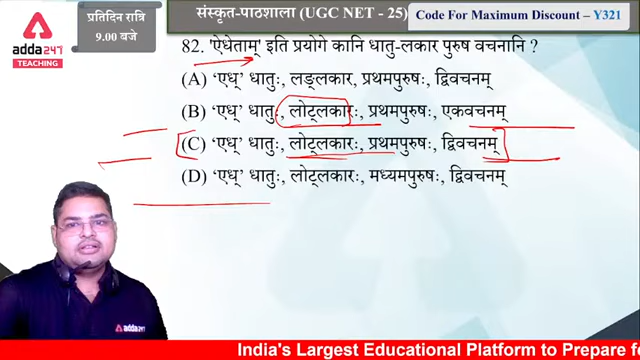 adda247
TEACHING
प्रतिदिन रात्रि
9.00 बजे
संस्कृत-पाठशाला (UGC NET - 25)
Code For Maximum Discount – Y321
82. 'ऐधेताम्' इति प्रयोगे कानि धातु-लकार पुरुष वचनानि ?
(A) 'एध्' धातुः, लङ्लकार, प्रथमपुरुषः, द्विवचनम्
(B) 'एध्' धातुः, लोट्लकारः, प्रथमपुरुषः, एकवचनम्
(C) 'एध्' धातुः, लोट्लकारः, प्रथमपुरुषः, द्विवचनम्
(D) 'एध्' धातुः, लोट्लकारः, मध्यमपुरुषः, द्विवचनम्
adda247
India's Largest Educational Platform to Prepare fo